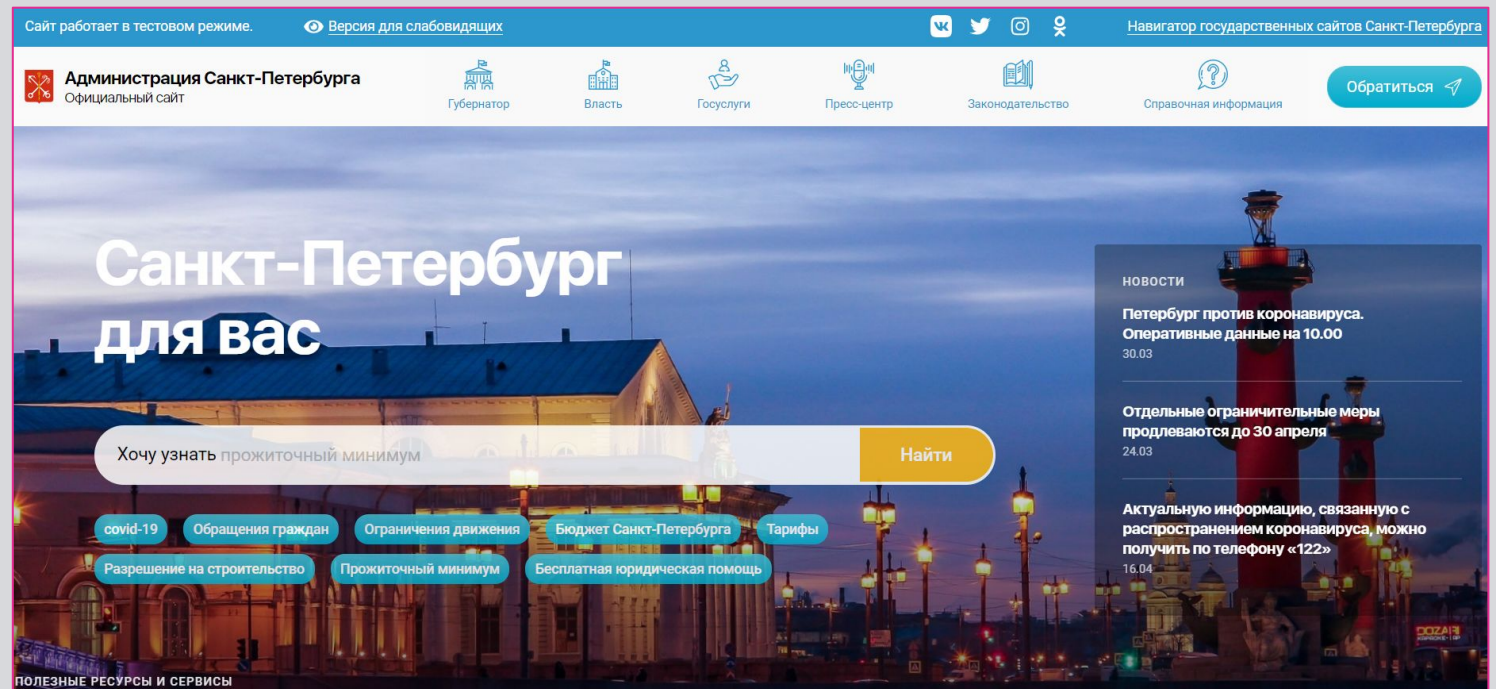 Сайт работает в тестовом режиме.
Версия для слабовидящих
Навигатор государственных сайтов Санкт-Петербурга
Администрация Санкт-Петербурга
Официальный сайт
Губернатор
Власть
Госуслуги
Пресс-центр
Законодательство
Справочная информация
Обратиться
Санкт-Петербург
для вас
Хочу узнать прожиточный минимум
Найти
covid-19
Обращения граждан
Ограничения движения
Бюджет Санкт-Петербурга
Тарифы
Разрешение на строительство
Прожиточный минимум
Бесплатная юридическая помощь
НОВОСТИ
Петербург против коронавируса.
Оперативные данные на 10.00
30.03
Отдельные ограничительные меры
продлеваются до 30 апреля
24.03
Актуальную информацию, связанную с
распространением коронавируса, можно
получить по телефону «122»
16.04
ПОЛЕЗНЫЕ РЕСУРСЫ И СЕРВИСЫ